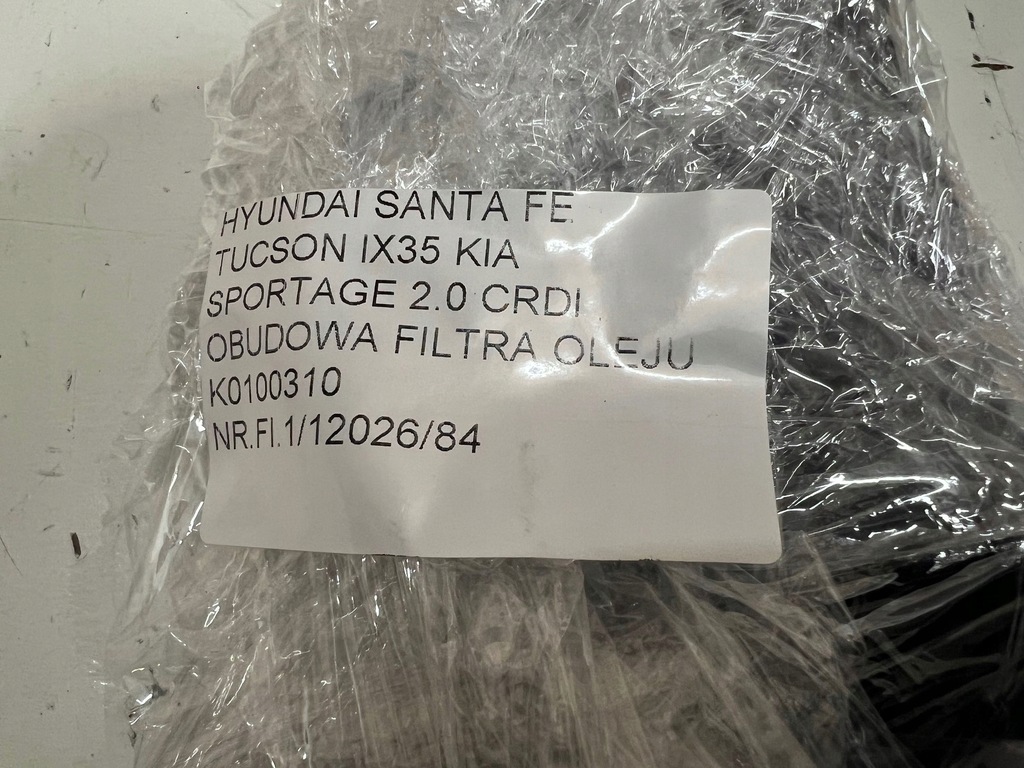 HYUNDAI SANTA FE
TUCSON IX35 KIA
SPORTAGE 2.0 CRDI
OBUDOWA FILTRA OLEJU
K0100310
NR.FI.1/12026/84